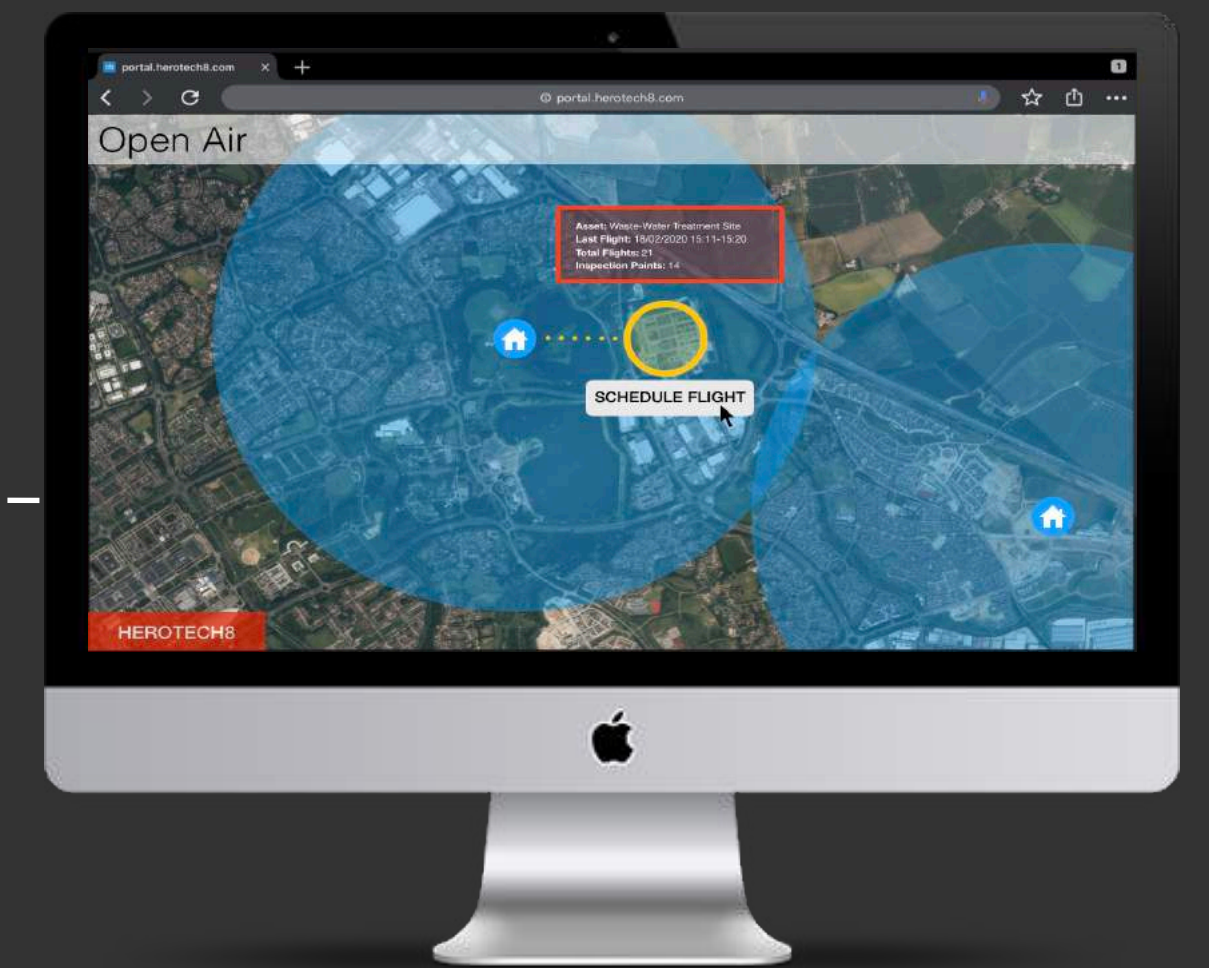 portal.herotech8.com
1
portal.herotech8.com
Open Air
Asset: Waste-Water Treatment Site
Last Flight: 18/02/2020 15:11-15:20
Total Flights: 21
Inspection Points: 14
SCHEDULE FLIGHT
HEROTECH8